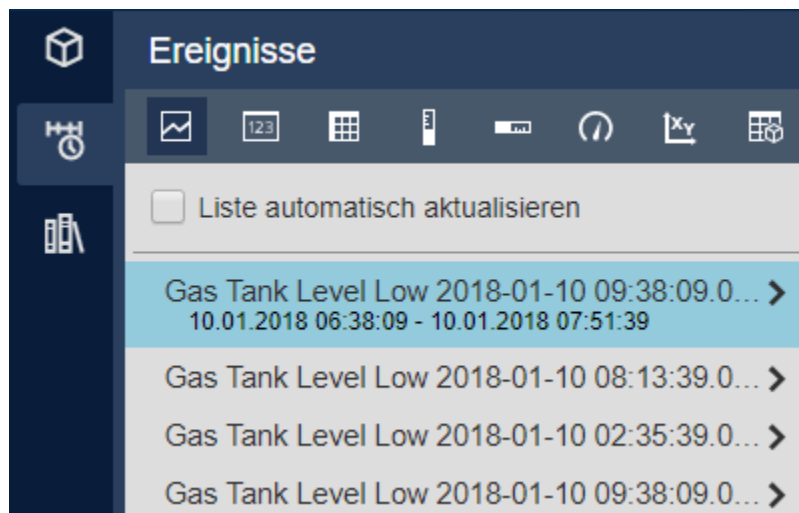 Ereignisse
123
XY
Liste automatisch aktualisieren
Gas Tank Level Low 2018-01-10 09:38:09.0...
10.01.2018 06:38:09 - 10.01.2018 07:51:39
Gas Tank Level Low 2018-01-10 08:13:39.0...
Gas Tank Level Low 2018-01-10 02:35:39.0...
Gas Tank Level Low 2018-01-10 09:38:09.0...